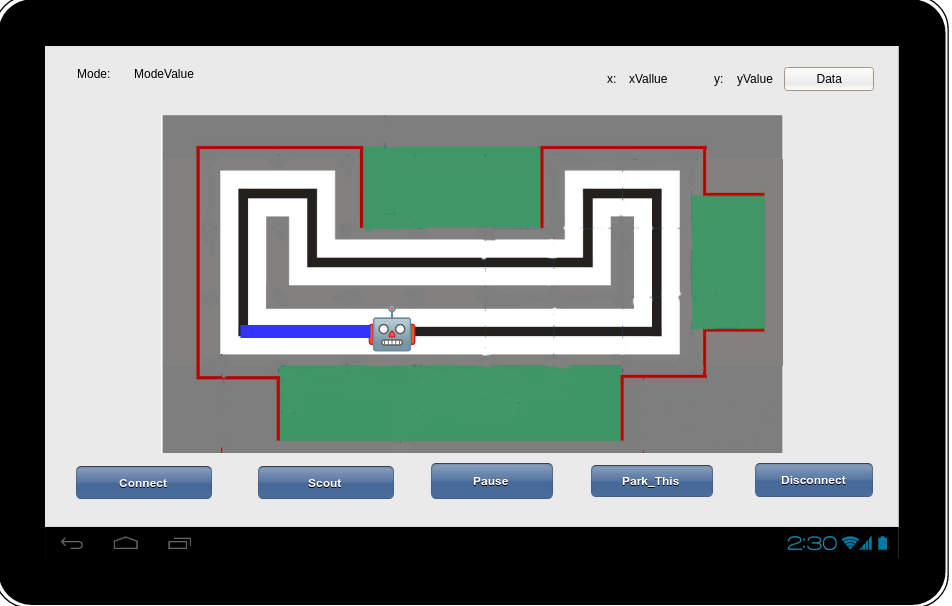 Mode: ModeValue
x: xVallue y: yValue Data
Connect Scout Pause Park_This Disconnect
2:30